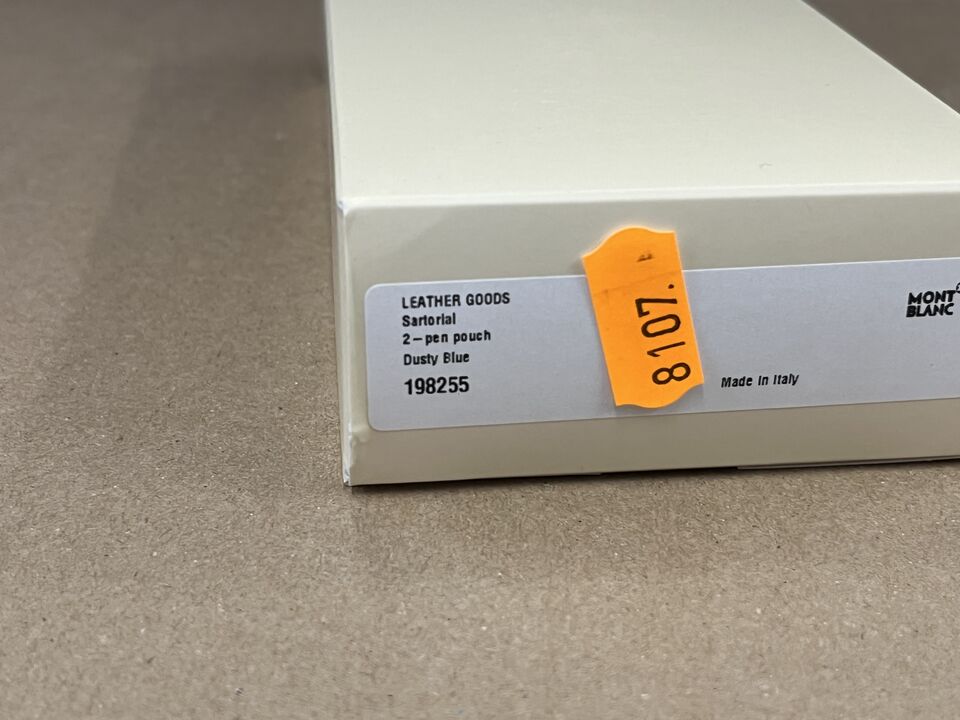 LEATHER GOODS
Sartorial
2-pen pouch
Dusty Blue
198255
8107.
Made in Italy
MONT
BLANC